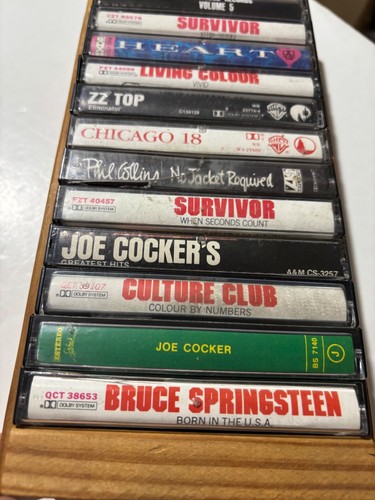 VOLUME 5
SURVIVOR
HEART
LIVING COLOUR
VIVID
ZZ TOP
Eliminator
CHICAGO 18
Phil Collins No Jacket Required
FZT 40457
DOLBY SYSTEM
SURVIVOR
WHEN SECONDS COUNT
JOE COCKER'S
GREATEST HITS
A&M CS-3257
DOLBY SYSTEM
CULTURE CLUB
COLOUR BY NUMBERS
JOE COCKER
BS 7140
J
QCT 38653
DOLBY SYSTEM
BRUCE SPRINGSTEEN
BORN IN THE U.S.A.